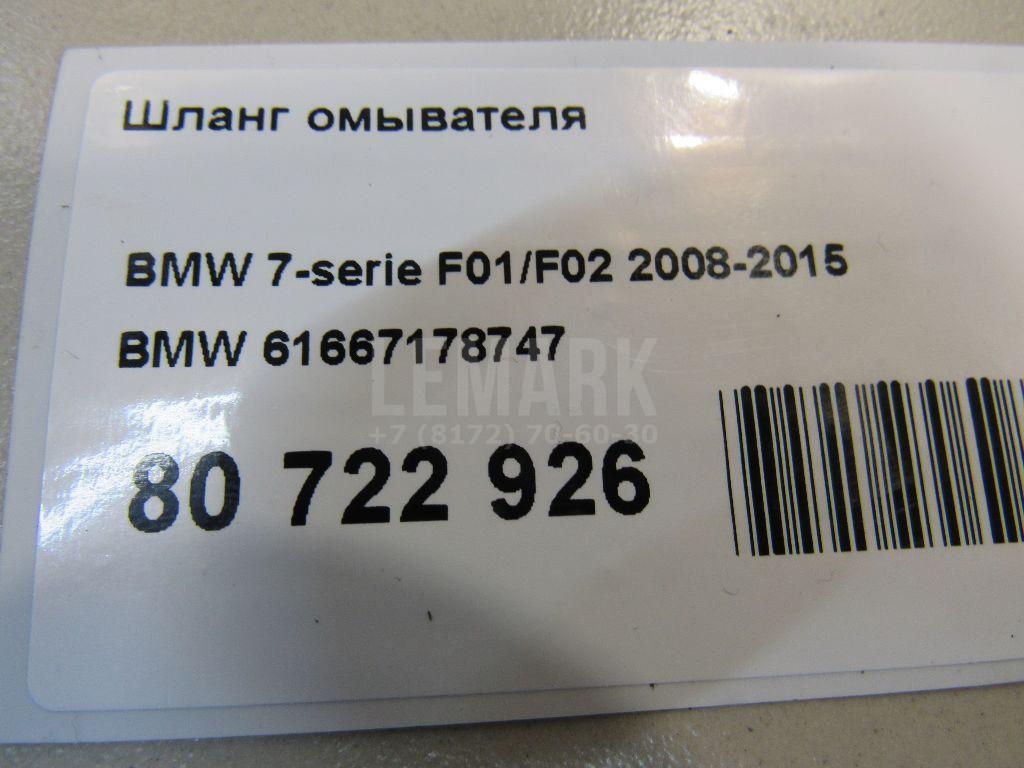 Шланг омывателя
BMW 7-serie F01/F02 2008-2015
BMW 61667178747
LEMARK
+7 (8172) 70-60-30
80 722 926